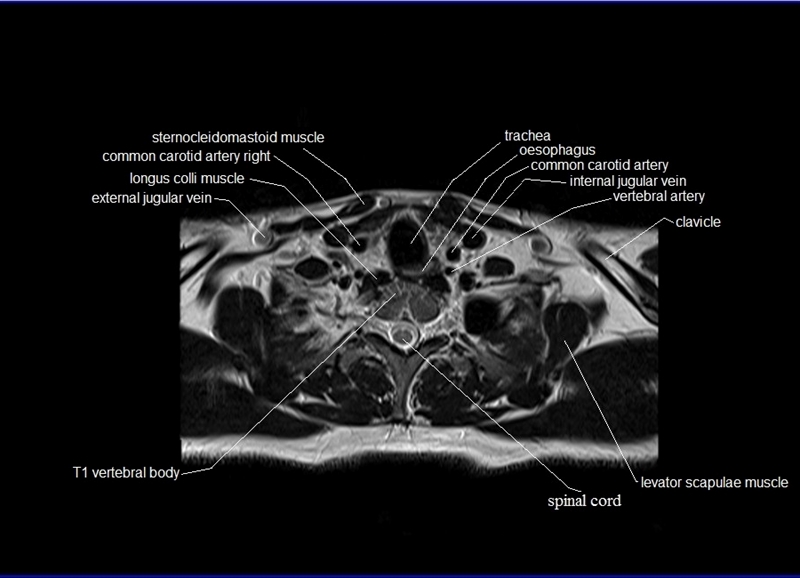 sternocleidomastoid muscle
common carotid artery right
longus colli muscle
external jugular vein
trachea
oesophagus
common carotid artery
internal jugular vein
vertebral artery
clavicle
T1 vertebral body
spinal cord
levator scapulae muscle